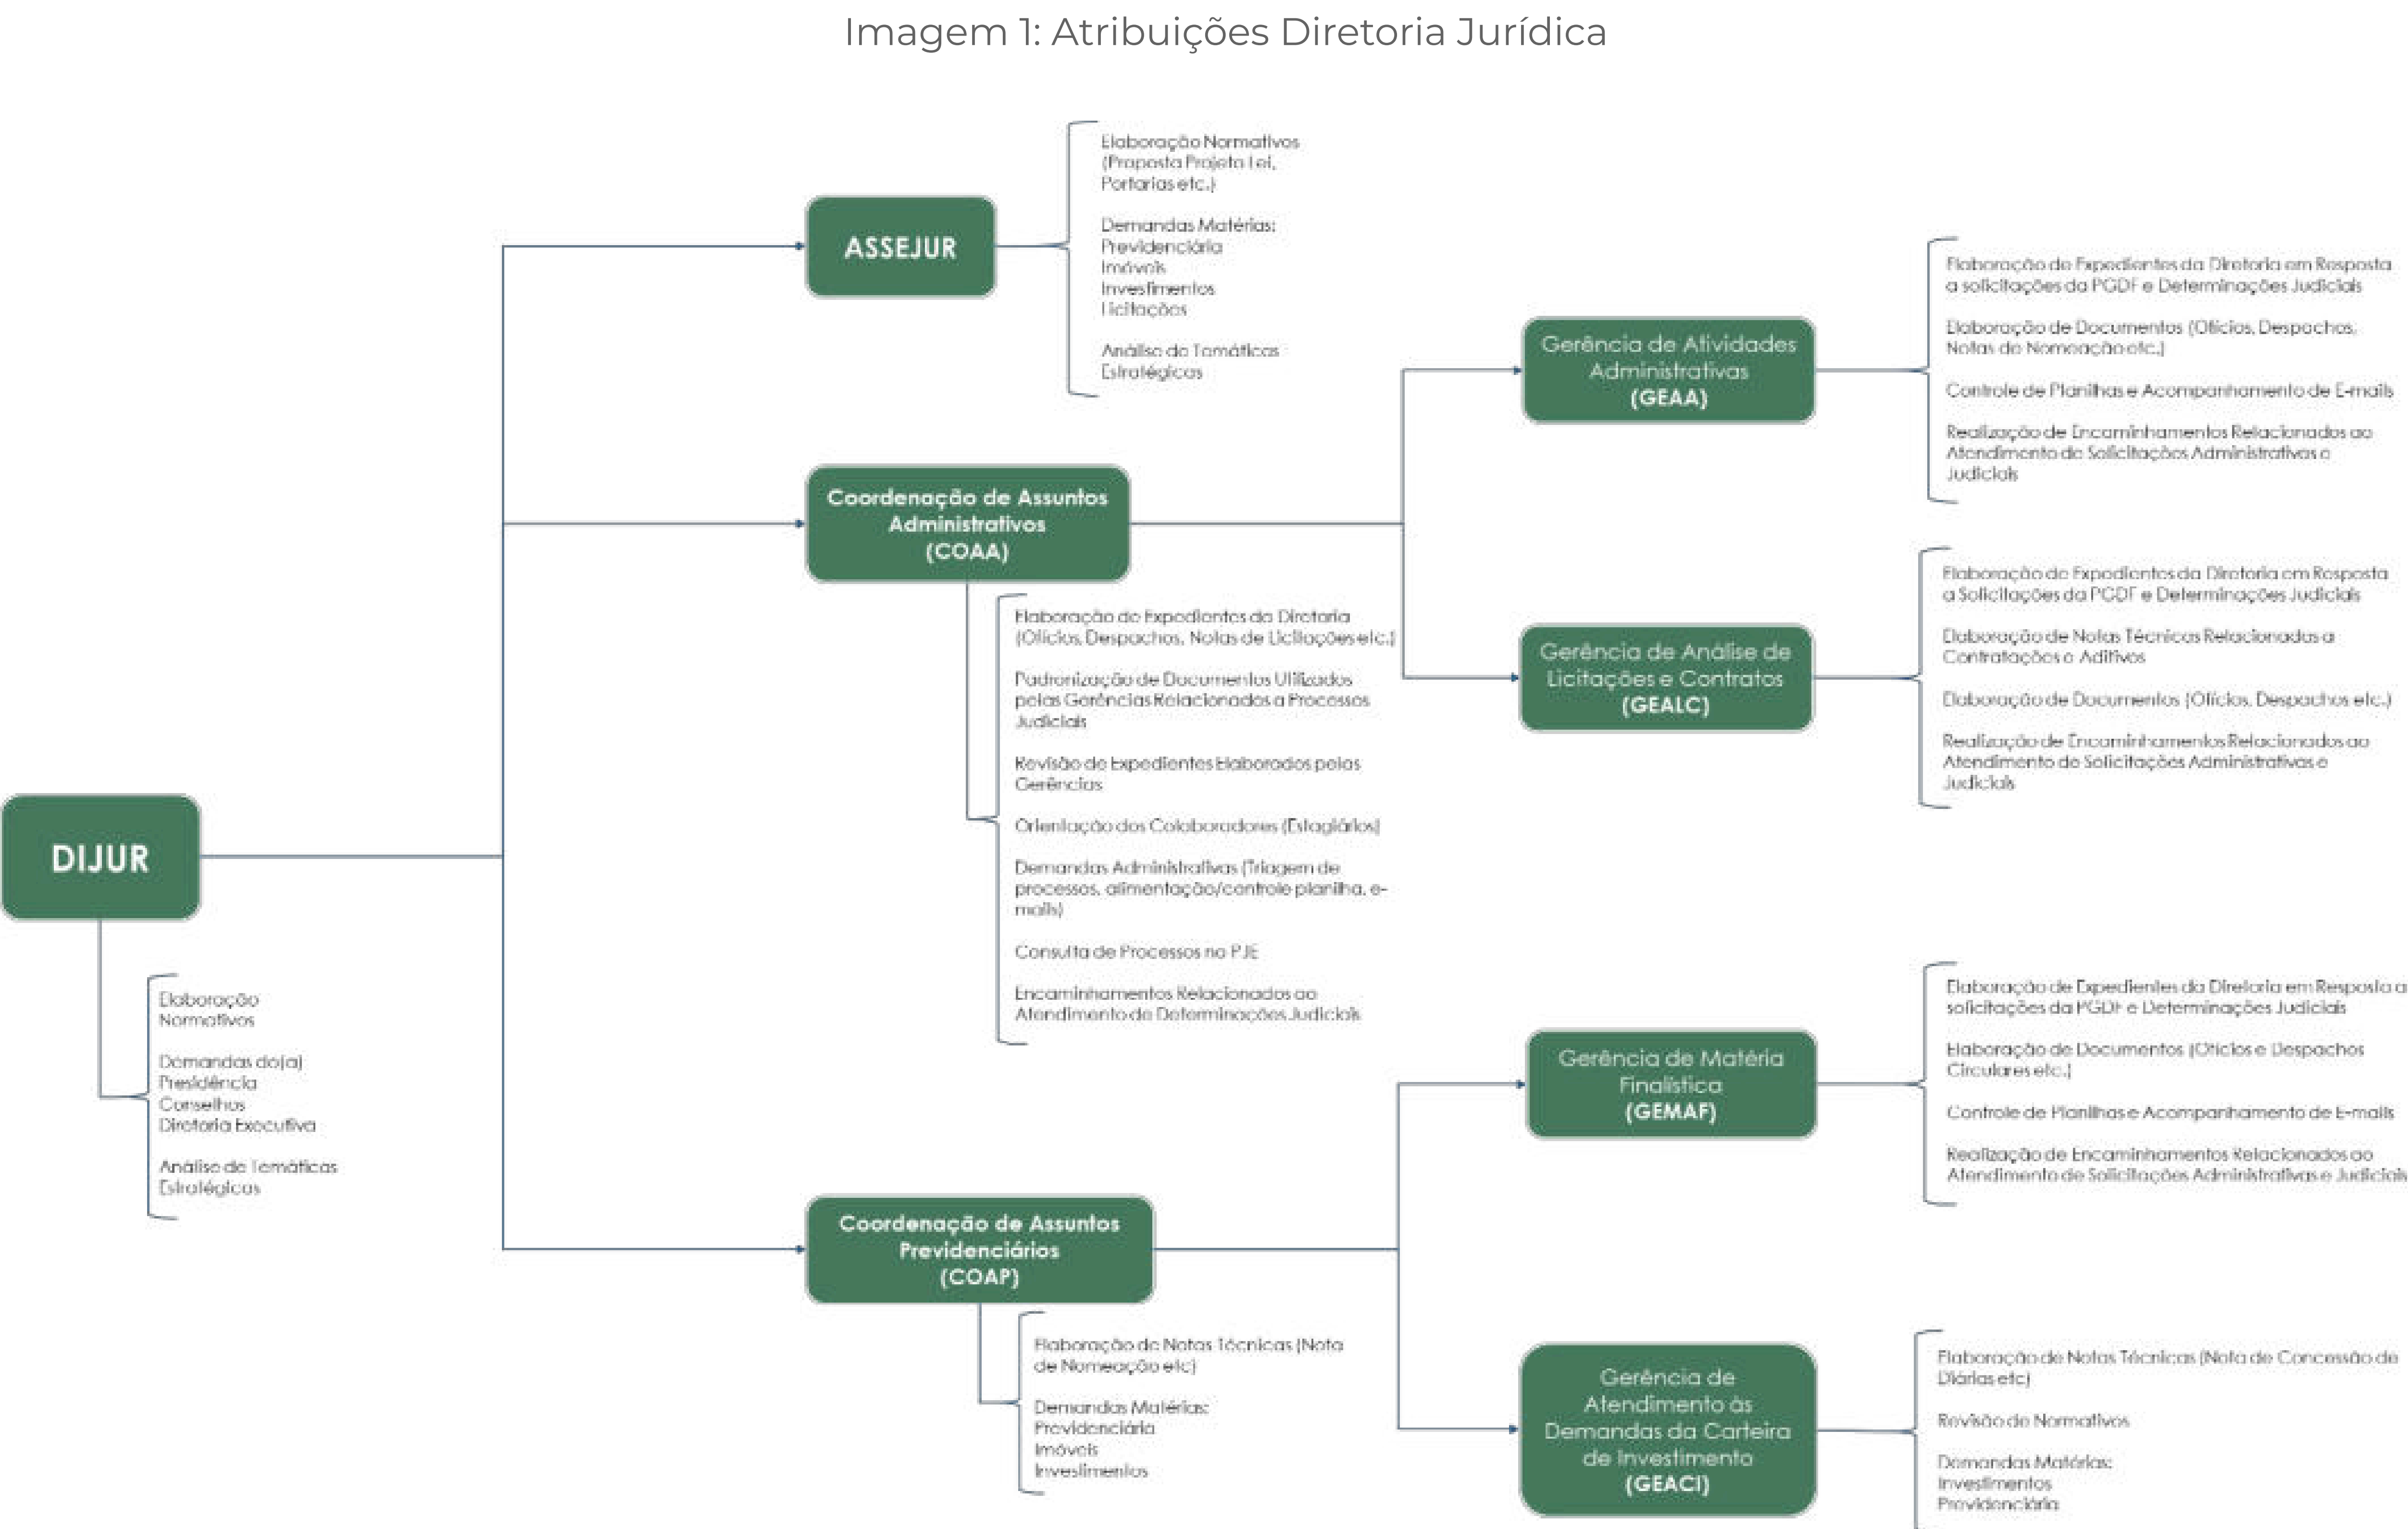 Imagem 1: Atribuições Diretoria Jurídica
DIJUR
Elaboração
Normativos
Demandas do(a)
Presidência
Conselhos
Diretoria Executiva
Análise de Temáticas
Estratégicas
ASSEJUR
Elaboração Normativos
(Proposta Projeto Lei,
Portarias etc.)
Demandas Matérias:
Previdenciária
Imóveis
Investimentos
Licitações
Análise de Temáticas
Estratégicas
Coordenação de Assuntos
Administrativos
(COAA)
Elaboração de Expedientes da Diretoria
(Ofícios, Despachos, Notas de Licitações etc.)
Padronização de Documentos Utilizados
pelas Gerências Relacionados a Processos
Judiciais
Revisão de Expedientes Elaborados pelas
Gerências
Orientação dos Colaboradores (Estagiários)
Demandas Administrativas (Triagem de
processos, alimentação/controle planilha, e-
mails)
Consulta de Processos no PJE
Encaminhamentos Relacionados ao
Atendimento de Determinações Judiciais
Gerência de Atividades
Administrativas
(GEAA)
Elaboração de Expedientes da Diretoria em Resposta
a solicitações da PGDF e Determinações Judiciais
Elaboração de Documentos (Ofícios, Despachos,
Notas de Nomeação etc.)
Controle de Planilhas e Acompanhamento de E-mails
Realização de Encaminhamentos Relacionados ao
Atendimento de Solicitações Administrativas e
Judiciais
Gerência de Análise de
Licitações e Contratos
(GEALC)
Elaboração de Expedientes da Diretoria em Resposta
a Solicitações da PGDF e Determinações Judiciais
Elaboração de Notas Técnicas Relacionadas a
Contratações e Aditivos
Elaboração de Documentos (Ofícios, Despachos etc.)
Realização de Encaminhamentos Relacionados ao
Atendimento de Solicitações Administrativas e
Judiciais
Coordenação de Assuntos
Previdenciários
(COAP)
Elaboração de Notas Técnicas (Nota
de Nomeação etc)
Demandas Matérias:
Previdenciária
Imóveis
Investimentos
Gerência de Matéria
Finalística
(GEMAF)
Elaboração de Expedientes da Diretoria em Resposta a
solicitações da PGDF e Determinações Judiciais
Elaboração de Documentos (Ofícios e Despachos
Circulares etc.)
Controle de Planilhas e Acompanhamento de E-mails
Realização de Encaminhamentos Relacionados ao
Atendimento de Solicitações Administrativas e Judiciais
Gerência de
Atendimento às
Demandas da Carteira
de Investimento
(GEACI)
Elaboração de Notas Técnicas (Nota de Concessão de
Diárias etc)
Revisão de Normativos
Demandas Matérias:
Investimentos
Previdenciária